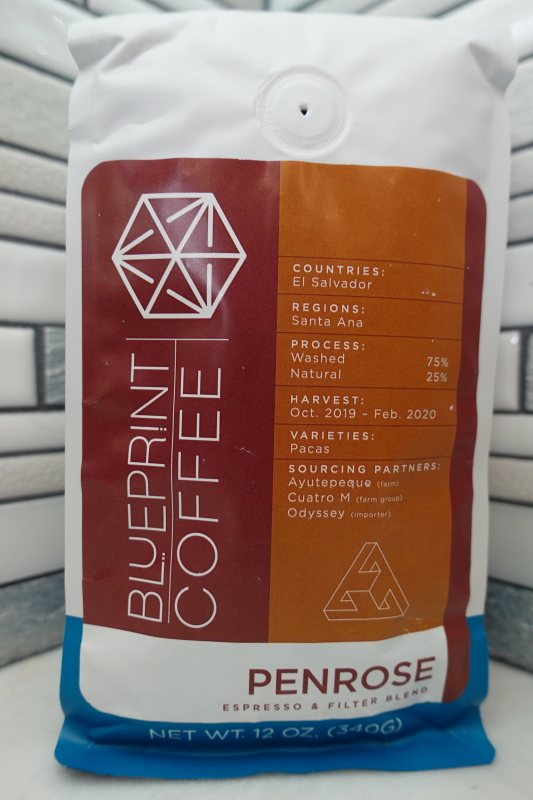 BLUEPRINT
COFFEE
COUNTRIES:
El Salvador
REGIONS:
Santa Ana
PROCESS:
Washed 75%
Natural 25%
HARVEST:
Oct. 2019 – Feb. 2020
VARIETIES:
Pacas
SOURCING PARTNERS:
Ayutepeque (farm)
Cuatro M (farm group)
Odyssey (importer)
PENROSE
ESPRESSO & FILTER BLEND
NET WT. 12 OZ. (340G)